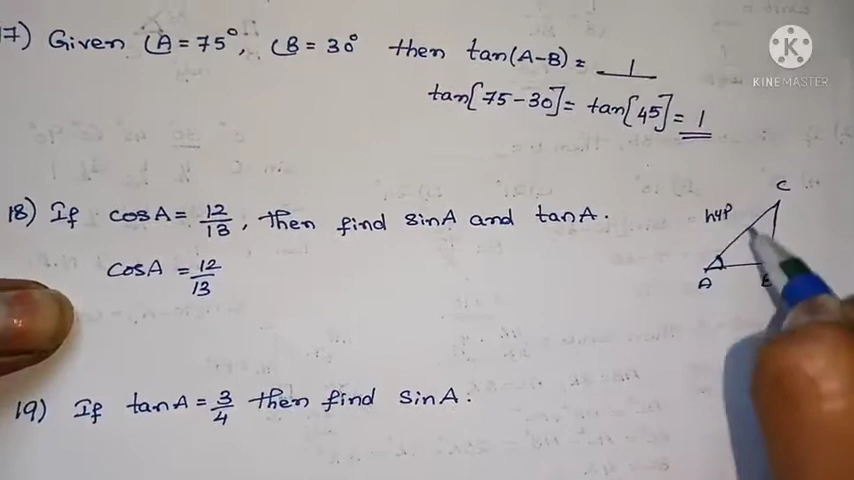 17) Given ∠A = 75°, ∠B = 30° then tan(A-B) = 1
tan[75-30] = tan[45] = 1
18) If cosA = 12/13, then find sinA and tanA.
cosA = 12/13
C
hyp
A
B
19) If tanA = 3/4 then find sinA.
K
KINEMASTER